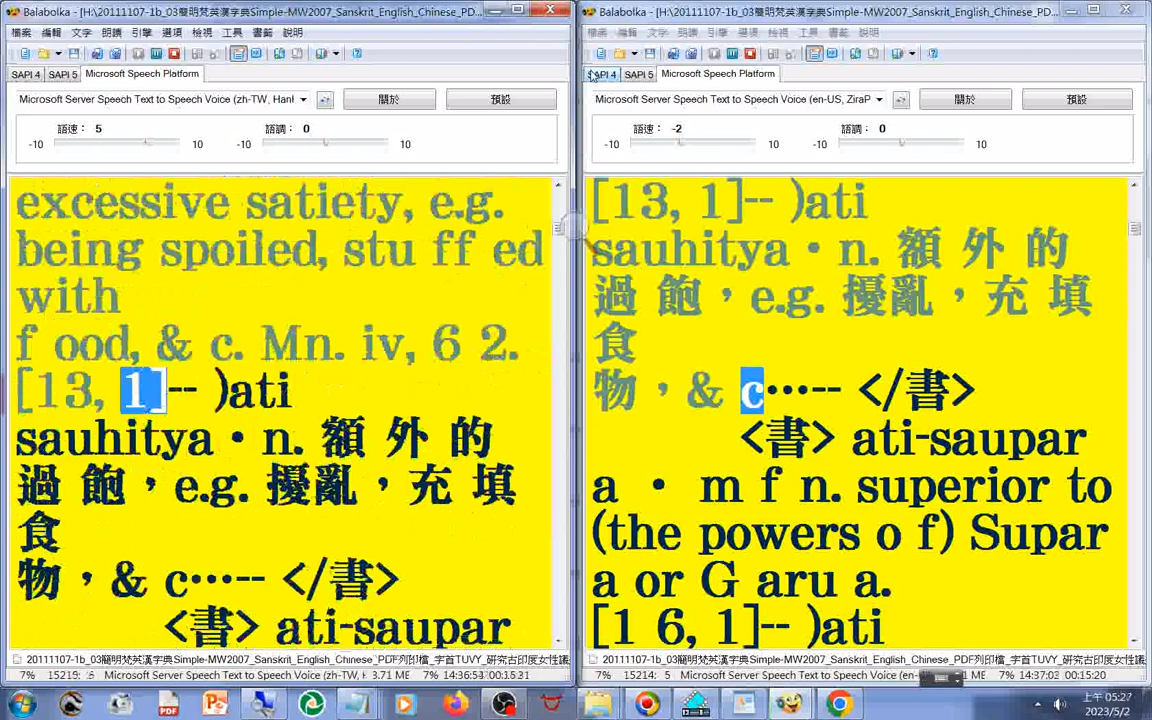 Balabolka - [H:\20111107-1b_03簡明梵英漢字典Simple-MW2007_Sanskrit_English_Chinese_PD...
檔案 編輯 文字 朗讀 引擎 選項 檢視 工具 書籤 說明
SAPI 4 SAPI 5 Microsoft Speech Platform
Microsoft Server Speech Text to Speech Voice (zh-TW, Hanl
關於 預設
語速： 5 語調： 0
-10 10 -10 10
excessive satiety, e.g.
being spoiled, stu ff ed
with
f ood, & c. Mn. iv, 6 2.
[13, 1]-- )ati
sauhitya • n. 額 外 的
過 飽，e.g. 擾亂，充 填
食
物，& c…-- </書>
<書> ati-saupar
20111107-1b_03簡明梵英漢字典Simple-MW2007_Sanskrit_English_Chinese_PDF列印檔_字首TUVY_研究古印度女性議
7% 15219: Microsoft Server Speech Text to Speech Voice (zh-TW, H 3.71 MB 7% 14:36:53
Balabolka - [H:\20111107-1b_03簡明梵英漢字典Simple-MW2007_Sanskrit_English_Chinese_PDF...
檔案 編輯 文字 朗讀 引擎 選項 檢視 工具 書籤 說明
SAPI 4 SAPI 5 Microsoft Speech Platform
Microsoft Server Speech Text to Speech Voice (en-US, ZiraP
關於 預設
語速： -2 語調： 0
-10 10 -10 10
[13, 1]-- )ati
sauhitya • n. 額 外 的
過 飽，e.g. 擾亂，充 填
食
物，& c…-- </書>
<書> ati-saupar
a • m f n. superior to
(the powers o f) Supar
a or G aru a.
[1 6, 1]-- )ati
20111107-1b_03簡明梵英漢字典Simple-MW2007_Sanskrit_English_Chinese_PDF列印檔_字首TUVY_研究古印度女性議
7% 15214: 5 Microsoft Server Speech Text to Speech Voice (en-US, Z 7% 14:37:02 00:15:20
上午 05:27
2023/5/2